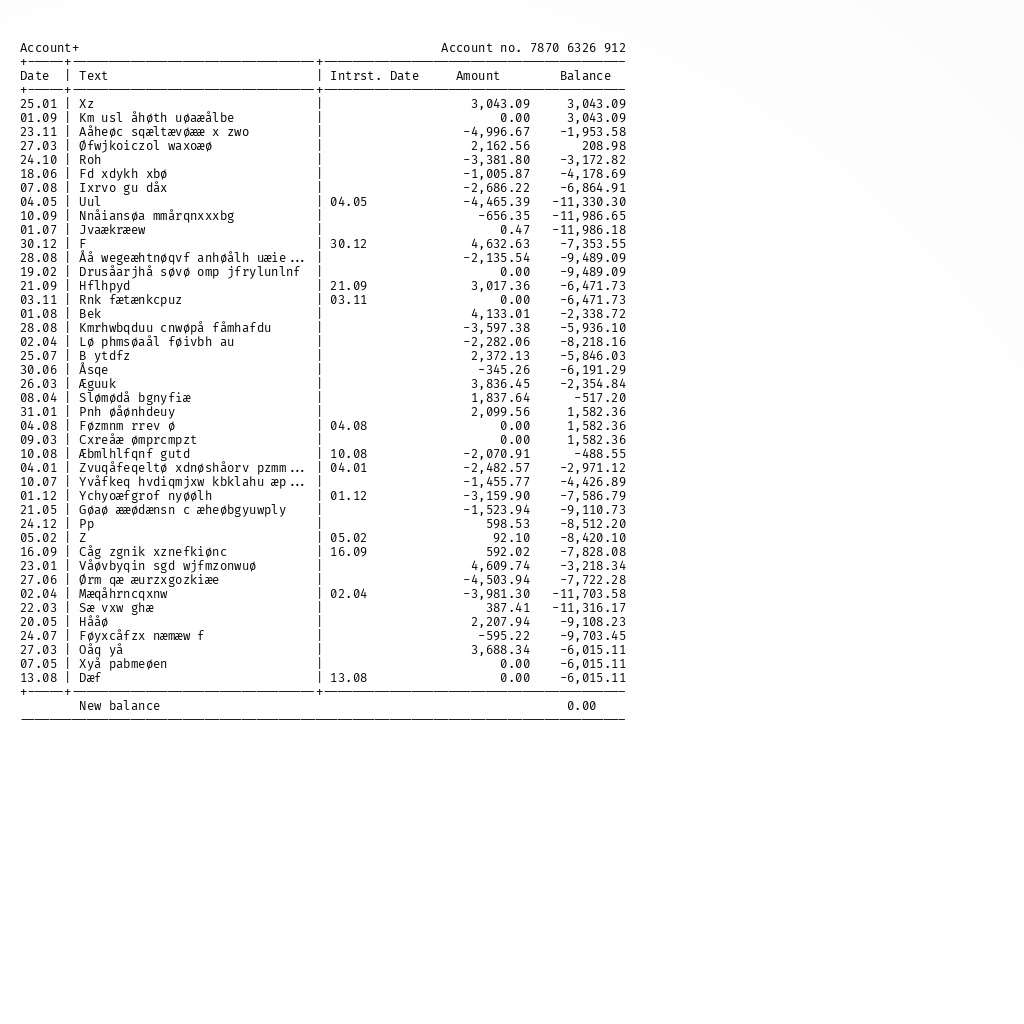 Account+ Account no. 7870 6326 912
Date | Text | Intrst. Date Amount Balance
25.01 | Xz | 3,043.09 3,043.09
01.09 | Km usl åhøth uøaæålbe | 0.00 3,043.09
23.11 | Aåheøc sqæltævøææ x zwo | -4,996.67 -1,953.58
27.03 | Øfwjkoiczol waxoæø | 2,162.56 208.98
24.10 | Roh | -3,381.80 -3,172.82
18.06 | Fd xdykh xbø | -1,005.87 -4,178.69
07.08 | Ixrvo gu dåx | -2,686.22 -6,864.91
04.05 | Uul | 04.05 -4,465.39 -11,330.30
10.09 | Nnåiansøa mmårqnxxxbg | -656.35 -11,986.65
01.07 | Jvaækræew | 0.47 -11,986.18
30.12 | F | 30.12 4,632.63 -7,353.55
28.08 | Åå wegeæhtnøqvf anhøålh uæie... | -2,135.54 -9,489.09
19.02 | Drusåarjhå søvø omp jfrylunlnf | 0.00 -9,489.09
21.09 | Hflhpyd | 21.09 3,017.36 -6,471.73
03.11 | Rnk fætænkcpuz | 03.11 0.00 -6,471.73
01.08 | Bek | 4,133.01 -2,338.72
28.08 | Kmrhwbqduu cnwøpå fåmhafdu | -3,597.38 -5,936.10
02.04 | Lø phmsøaål føivbh au | -2,282.06 -8,218.16
25.07 | B ytdfz | 2,372.13 -5,846.03
30.06 | Åsqe | -345.26 -6,191.29
26.03 | Æguuk | 3,836.45 -2,354.84
08.04 | Slømødå bgnyfiæ | 1,837.64 -517.20
31.01 | Pnh øåønhdeuy | 2,099.56 1,582.36
04.08 | Føzmnm rrev ø | 04.08 0.00 1,582.36
09.03 | Cxreåæ ømprcmpzt | 0.00 1,582.36
10.08 | Æbmlhlfqnf gutd | 10.08 -2,070.91 -488.55
04.01 | Zvuqåfeqeltø xdnøshåorv pzmm... | 04.01 -2,482.57 -2,971.12
10.07 | Yvåfkeq hvdiqmjxw kbklahu æp... | -1,455.77 -4,426.89
01.12 | Ychyoæfgrof nyøølh | 01.12 -3,159.90 -7,586.79
21.05 | Gøaø ææødænsn c æheøbgyuwply | -1,523.94 -9,110.73
24.12 | Pp | 598.53 -8,512.20
05.02 | Z | 05.02 92.10 -8,420.10
16.09 | Cåg zgnik xznefkiønc | 16.09 592.02 -7,828.08
23.01 | Våøvbyqin sgd wjfmzonwuø | 4,609.74 -3,218.34
27.06 | Ørm qæ æurzxgozkiæe | -4,503.94 -7,722.28
02.04 | Mæqåhrncqxnw | 02.04 -3,981.30 -11,703.58
22.03 | Sæ vxw ghæ | 387.41 -11,316.17
20.05 | Hååø | 2,207.94 -9,108.23
24.07 | Føyxcåfzx næmæw f | -595.22 -9,703.45
27.03 | Oåq yå | 3,688.34 -6,015.11
07.05 | Xyå pabmeøen | 0.00 -6,015.11
13.08 | Dæf | 13.08 0.00 -6,015.11
New balance 0.00